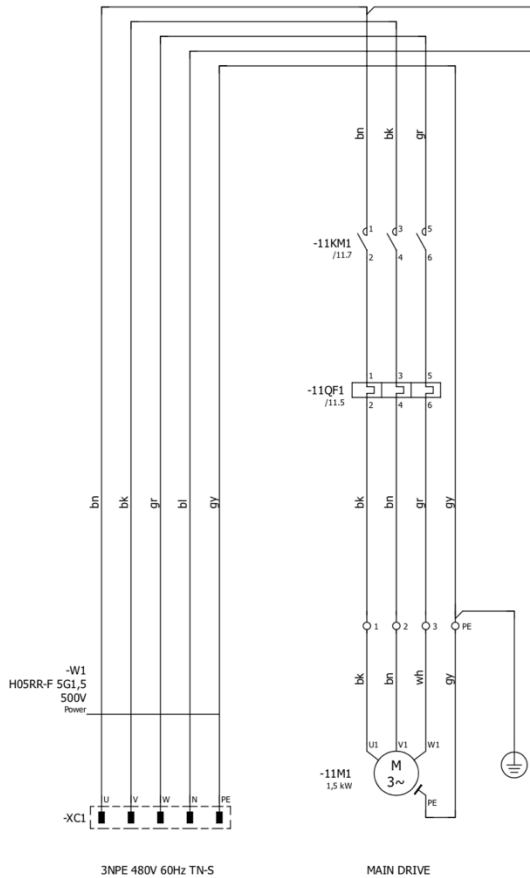 bn
bk
gr
-11KM1
/11.7
1
3
5
2
4
6
-11QF1
/11.5
1
3
5
2
4
6
bn
bk
gr
bl
gy
bk
bn
gr
gy
1
2
3
PE
-W1
H05RR-F 5G1,5
500V
Power
bk
bn
wh
gy
U1
V1
W1
-11M1
1,5 kW
M
3~
PE
U
V
W
N
PE
-XC1
3NPE 480V 60Hz TN-S
MAIN DRIVE